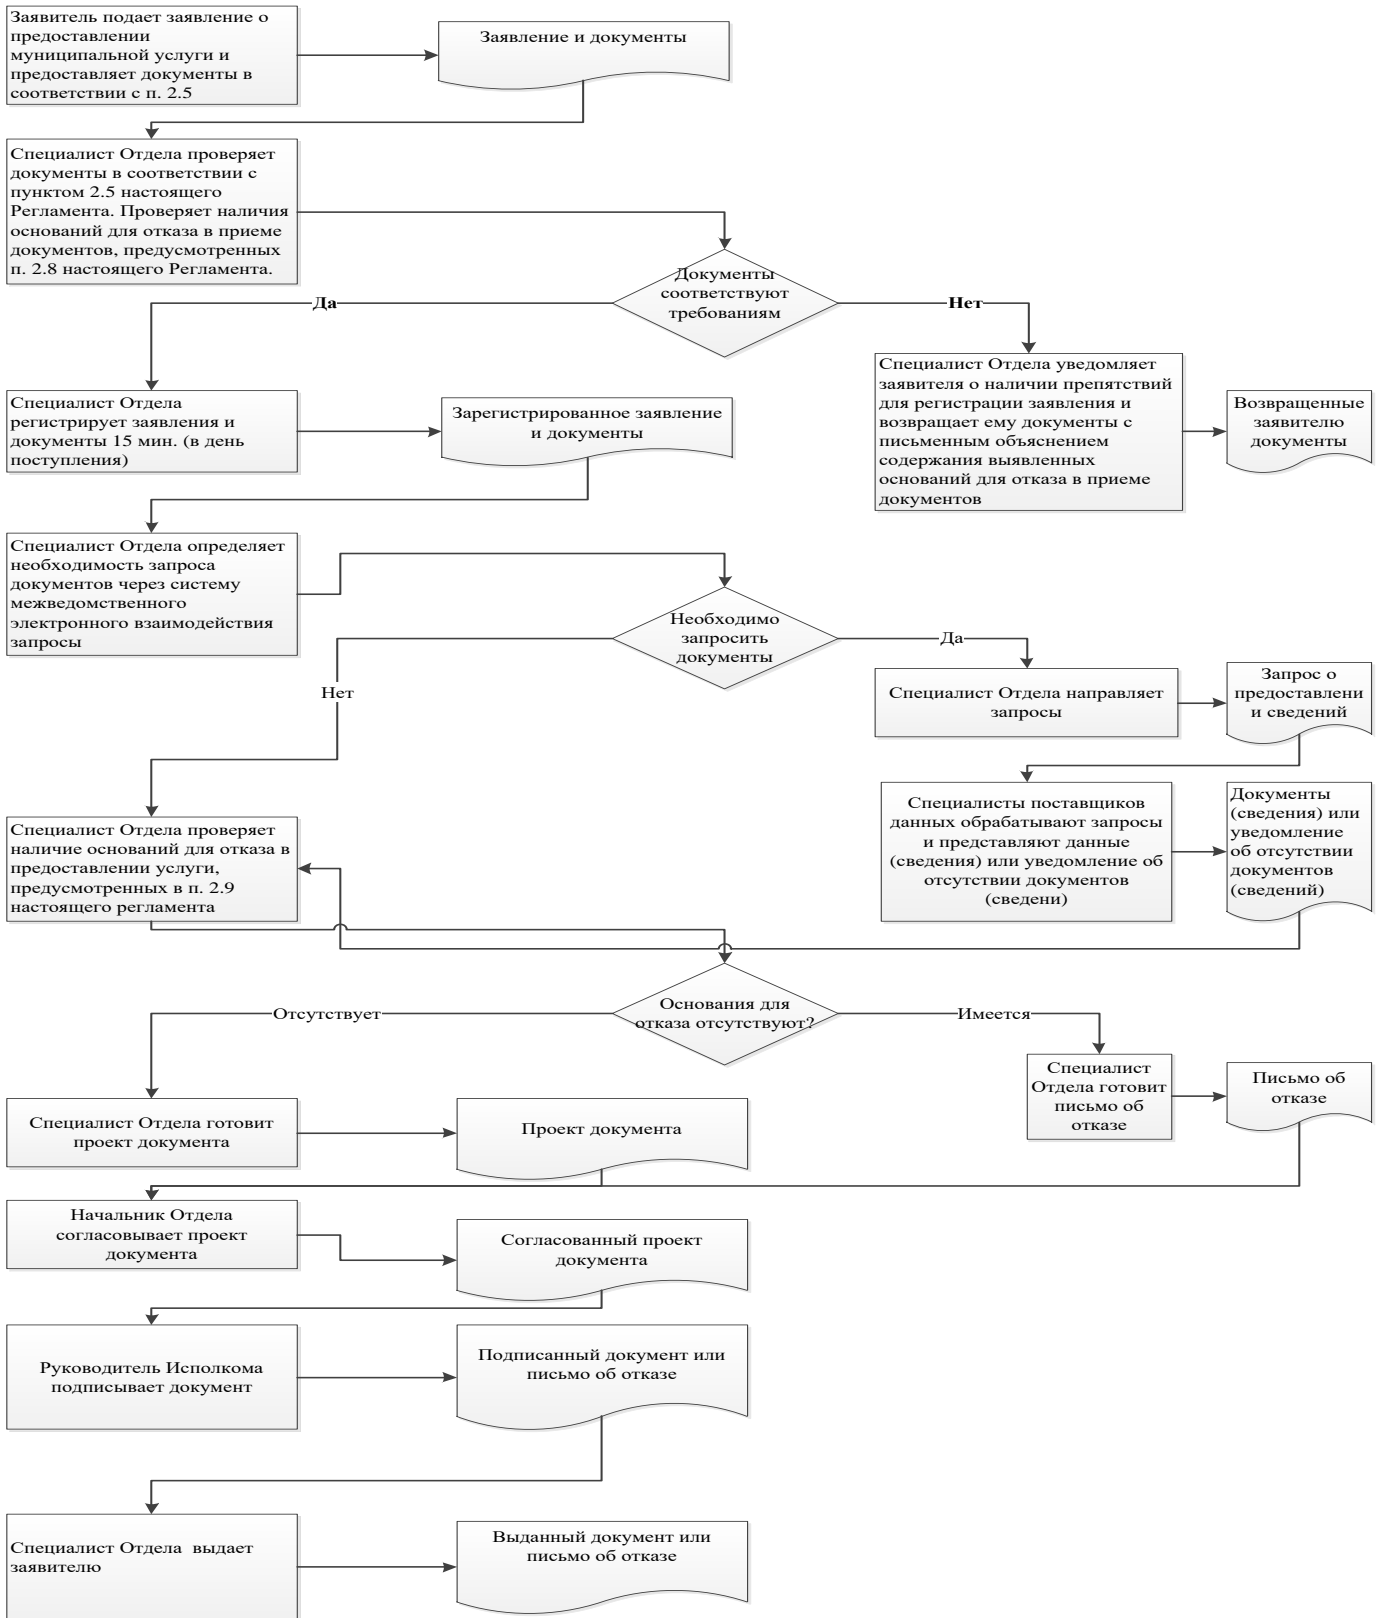 Заявитель подает заявление о
предоставлении
муниципальной услуги и
предоставляет документы в
соответствии с п. 2.5
Заявление и документы
Специалист Отдела проверяет
документы в соответствии с
пунктом 2.5 настоящего
Регламента. Проверяет наличия
оснований для отказа в приеме
документов, предусмотренных
п. 2.8 настоящего Регламента.
Документы
соответствуют
требованиям
Да
Нет
Специалист Отдела
регистрирует заявления и
документы 15 мин. (в день
поступления)
Зарегистрированное заявление
и документы
Специалист Отдела уведомляет
заявителя о наличии препятствий
для регистрации заявления и
возвращает ему документы с
письменным объяснением
содержания выявленных
оснований для отказа в приеме
документов
Возвращенные
заявителю
документы
Специалист Отдела определяет
необходимость запроса
документов через систему
межведомственного
электронного взаимодействия
запросы
Необходимо
запросить
документы
Да
Нет
Специалист Отдела направляет
запросы
Запрос о
предоставлени
и сведений
Специалисты поставщиков
данных обрабатывают запросы
и представляют данные
(сведения) или уведомление об
отсутствии документов
(сведени)
Документы
(сведения) или
уведомление
об отсутствии
документов
(сведений)
Специалист Отдела проверяет
наличие оснований для отказа в
предоставлении услуги,
предусмотренных в п. 2.9
настоящего регламента
Основания для
отказа отсутствуют?
Отсутствует
Имеется
Специалист
Отдела готовит
письмо об
отказе
Письмо об
отказе
Специалист Отдела готовит
проект документа
Проект документа
Начальник Отдела
согласовывает проект
документа
Согласованный проект
документа
Руководитель Исполкома
подписывает документ
Подписанный документ или
письмо об отказе
Специалист Отдела  выдает
заявителю
Выданный документ или
письмо об отказе